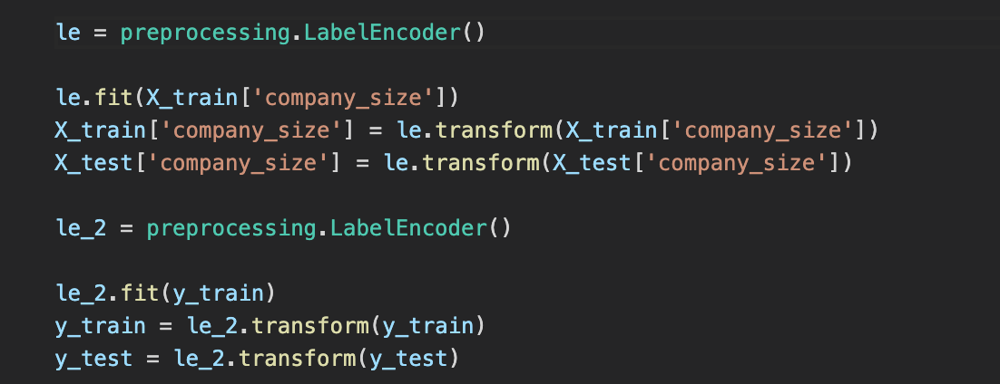 le = preprocessing.LabelEncoder()
le.fit(X_train['company_size'])
X_train['company_size'] = le.transform(X_train['company_size'])
X_test['company_size'] = le.transform(X_test['company_size'])
le_2 = preprocessing.LabelEncoder()
le_2.fit(y_train)
y_train = le_2.transform(y_train)
y_test = le_2.transform(y_test)